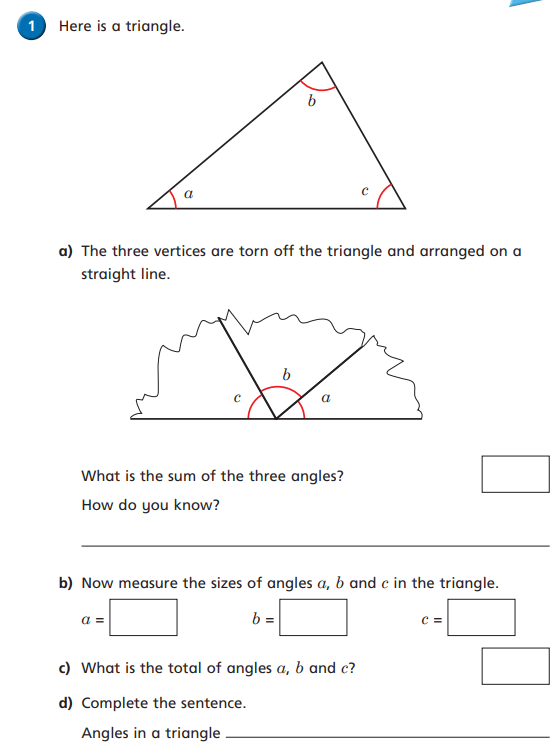 1 Here is a triangle.
b
a
c
a) The three vertices are torn off the triangle and arranged on a
straight line.
b
c
a
What is the sum of the three angles?
How do you know?
b) Now measure the sizes of angles a, b and c in the triangle.
a = b = c =
c) What is the total of angles a, b and c?
d) Complete the sentence.
Angles in a triangle